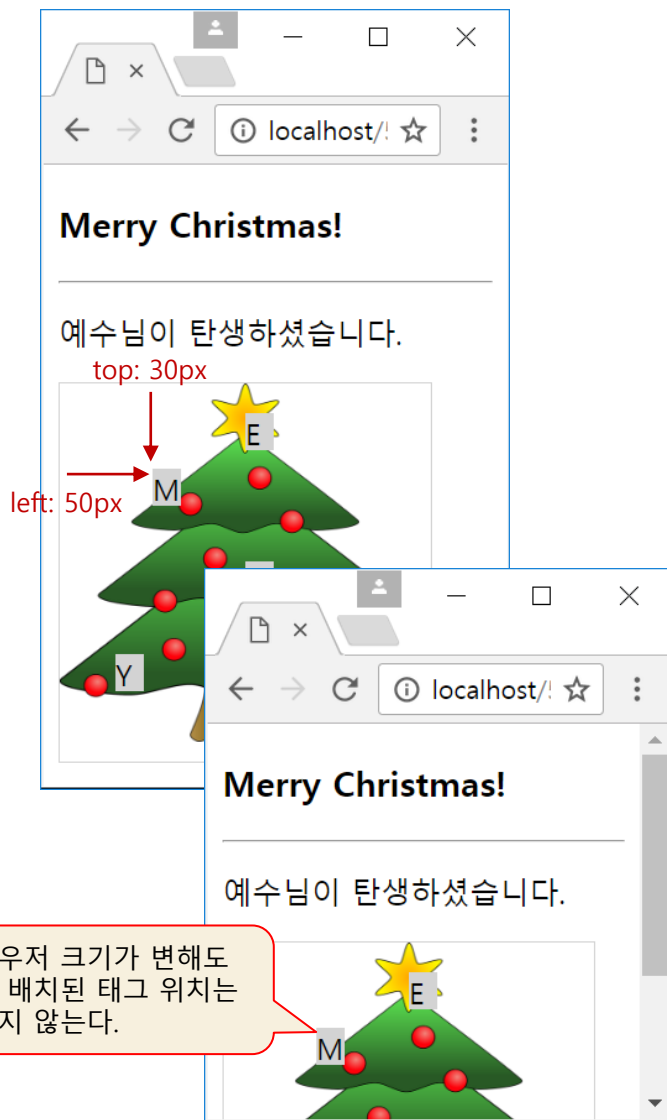 localhost/
Merry Christmas!
예수님이 탄생하셨습니다.
top: 30px
E
M
left: 50px
Y
localhost/
Merry Christmas!
예수님이 탄생하셨습니다.
E
우저 크기가 변해도
배치된 태그 위치는
지 않는다.
M